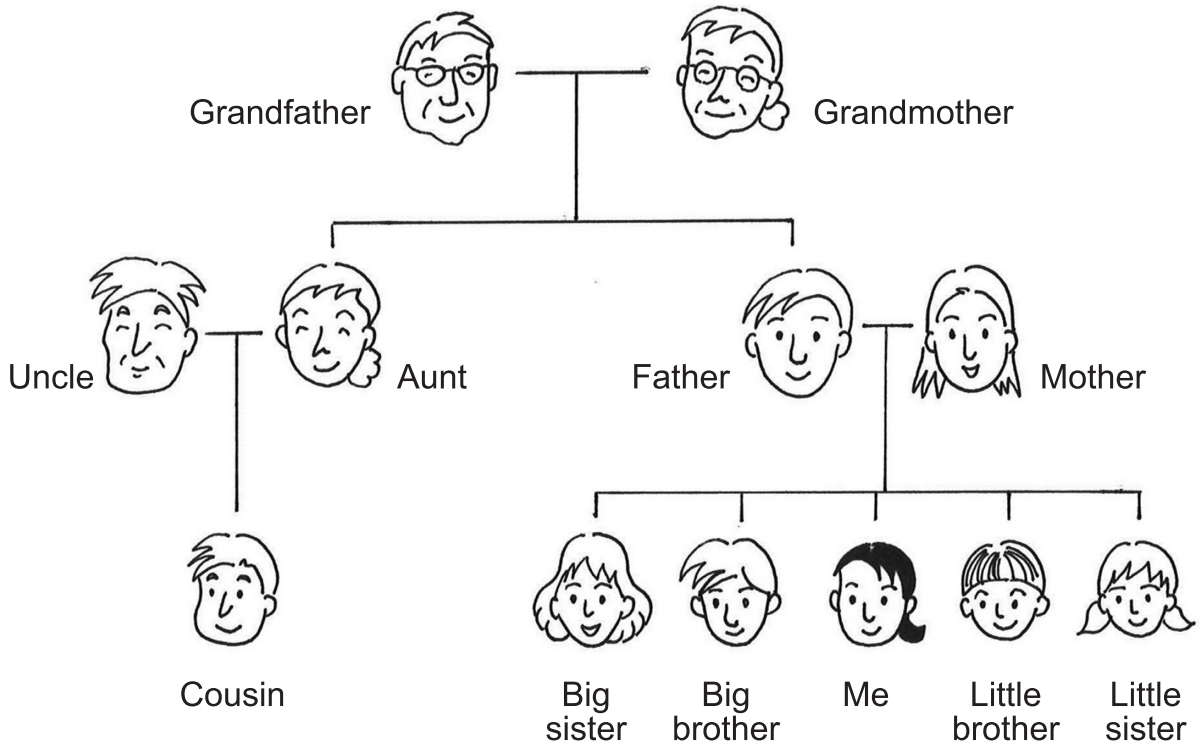 Grandfather
Grandmother
Uncle
Aunt
Father
Mother
Cousin
Big
sister
Big
brother
Me
Little
brother
Little
sister